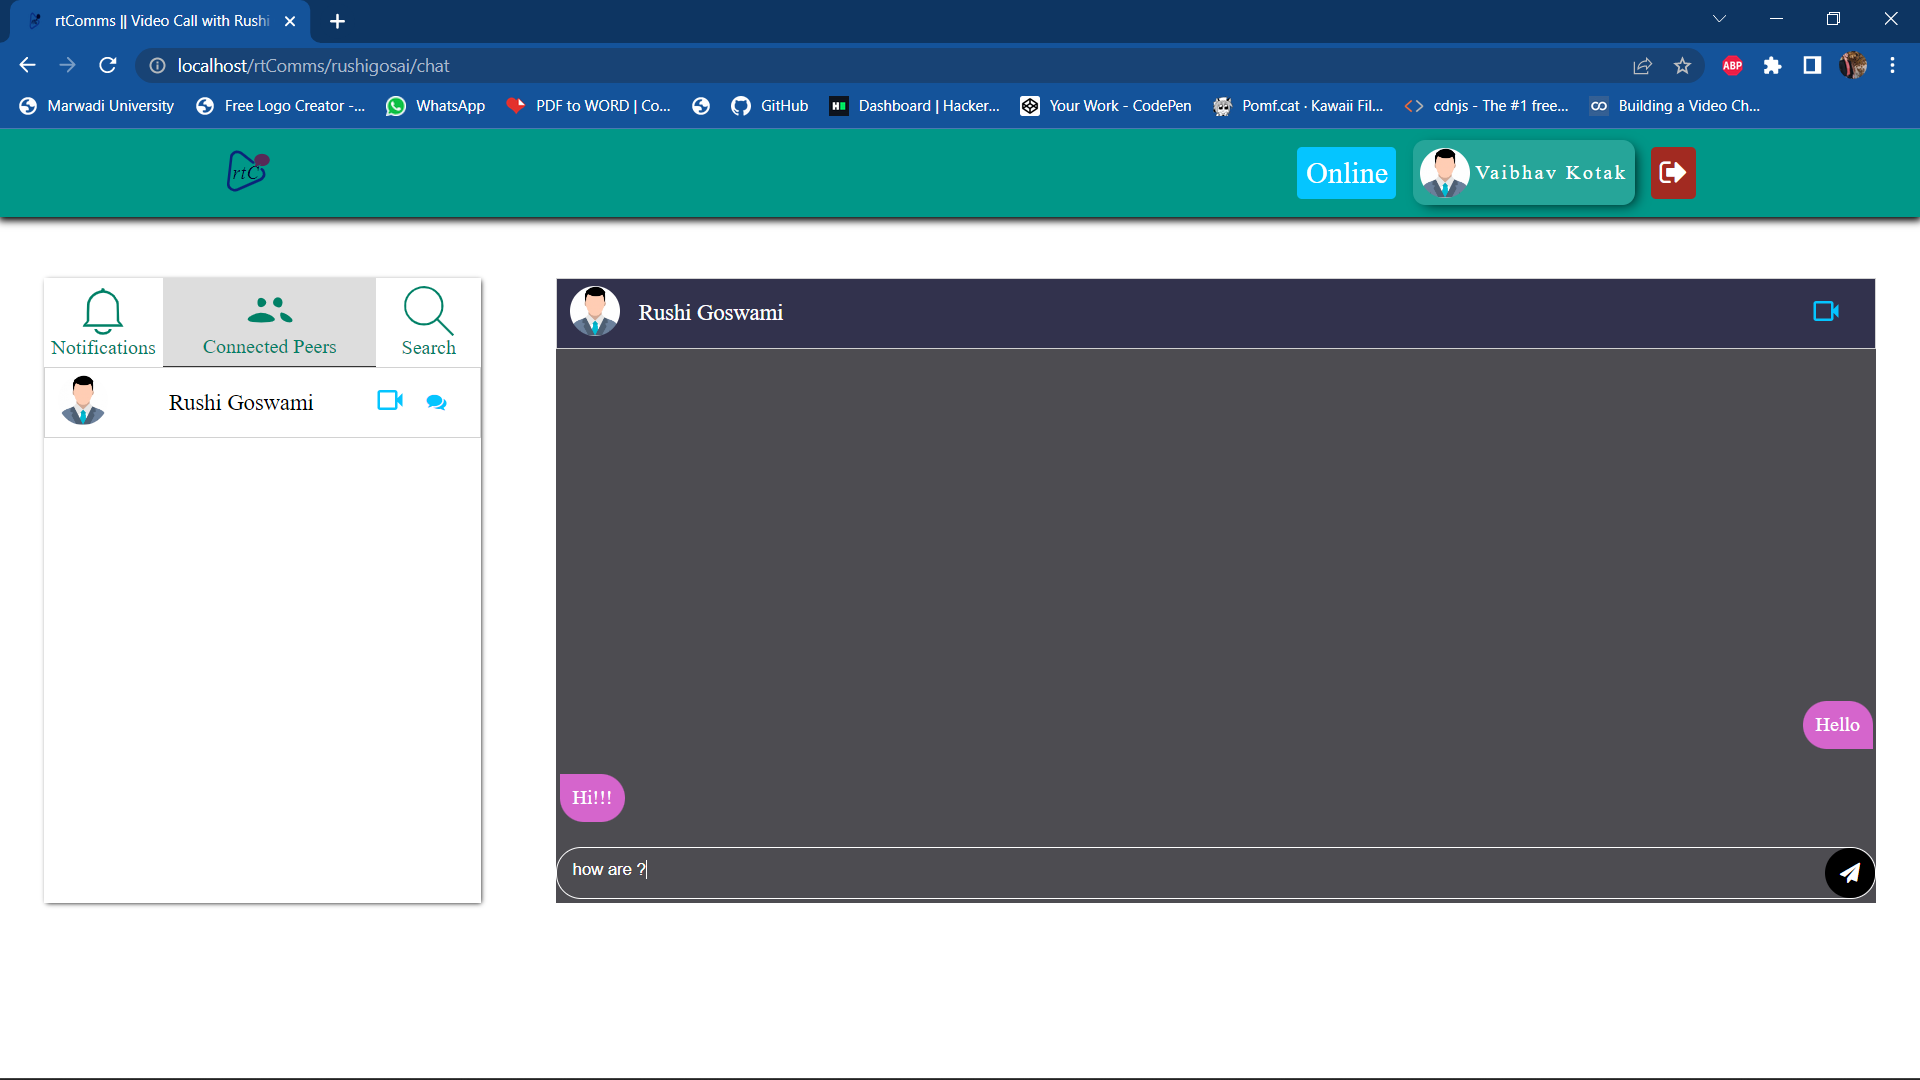 rtComms || Video Call with Rushi
localhost/rtComms/rushigosai/chat
ABP
Marwadi University
Free Logo Creator -...
WhatsApp
PDF to WORD | Co...
GitHub
Dashboard | Hacker...
Your Work - CodePen
Pomf.cat · Kawaii Fil...
cdnjs - The #1 free...
Building a Video Ch...
rtC
Online
Vaibhav Kotak
Notifications
Connected Peers
Search
Rushi Goswami
Rushi Goswami
Hello
Hi!!!
how are ?